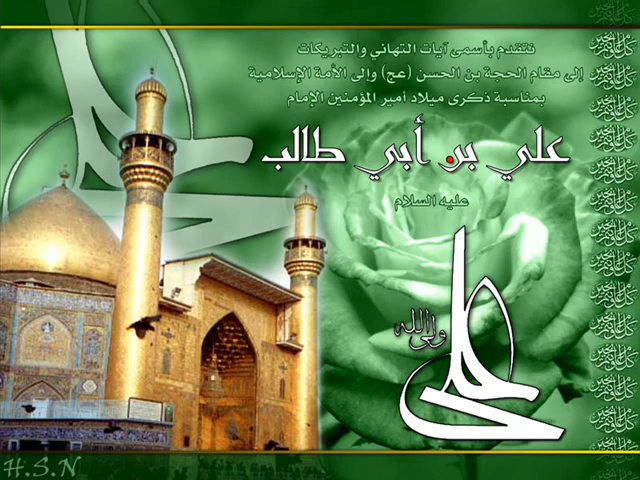 نتقدم بأسمى آيات التهاني والتبريكات
إلى مقام الحجة بن الحسن (عج) وإلى الأمة الإسلامية
بمناسبة ذكرى ميلاد أمير المؤمنين الإمام
علي بن أبي طالب
عليه السلام
علي
ولي الله
H.S.N